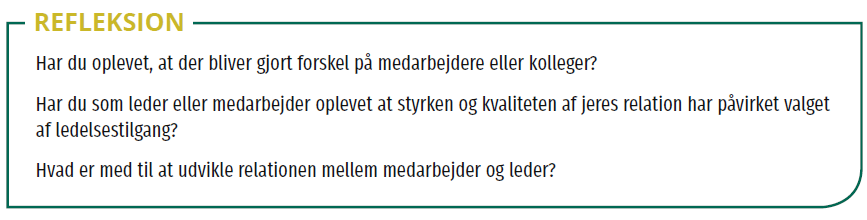 REFLEKSION
Har du oplevet, at der bliver gjort forskel på medarbejdere eller kolleger?
Har du som leder eller medarbejder oplevet at styrken og kvaliteten af jeres relation har påvirket valget
af ledelsestilgang?
Hvad er med til at udvikle relationen mellem medarbejder og leder?